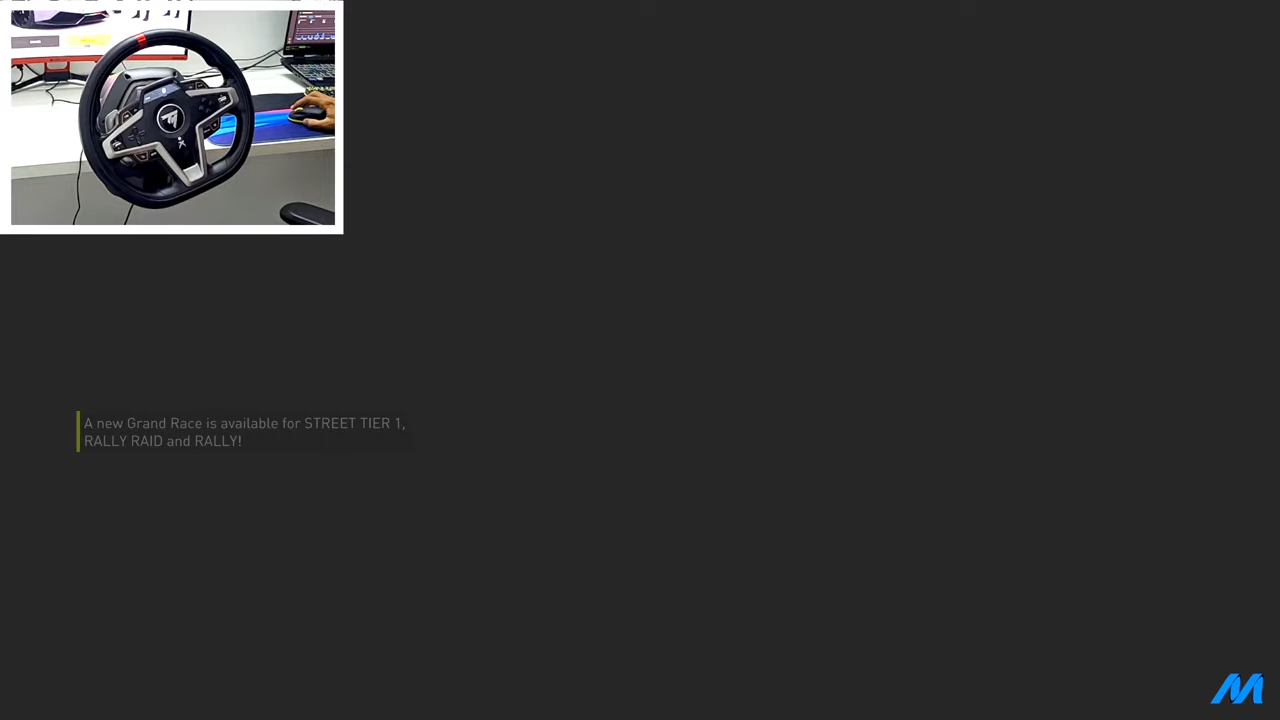 A new Grand Race is available for STREET TIER 1,
RALLY RAID and RALLY!